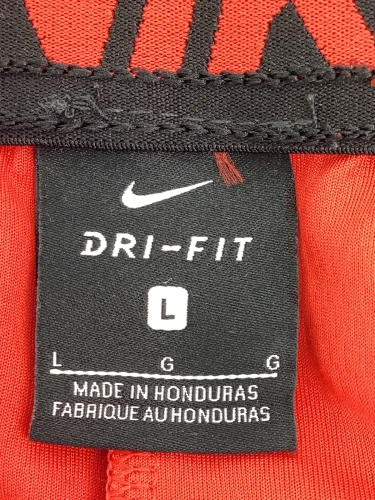 DRI-FIT
L
L G G
MADE IN HONDURAS
FABRIQUE AU HONDURAS